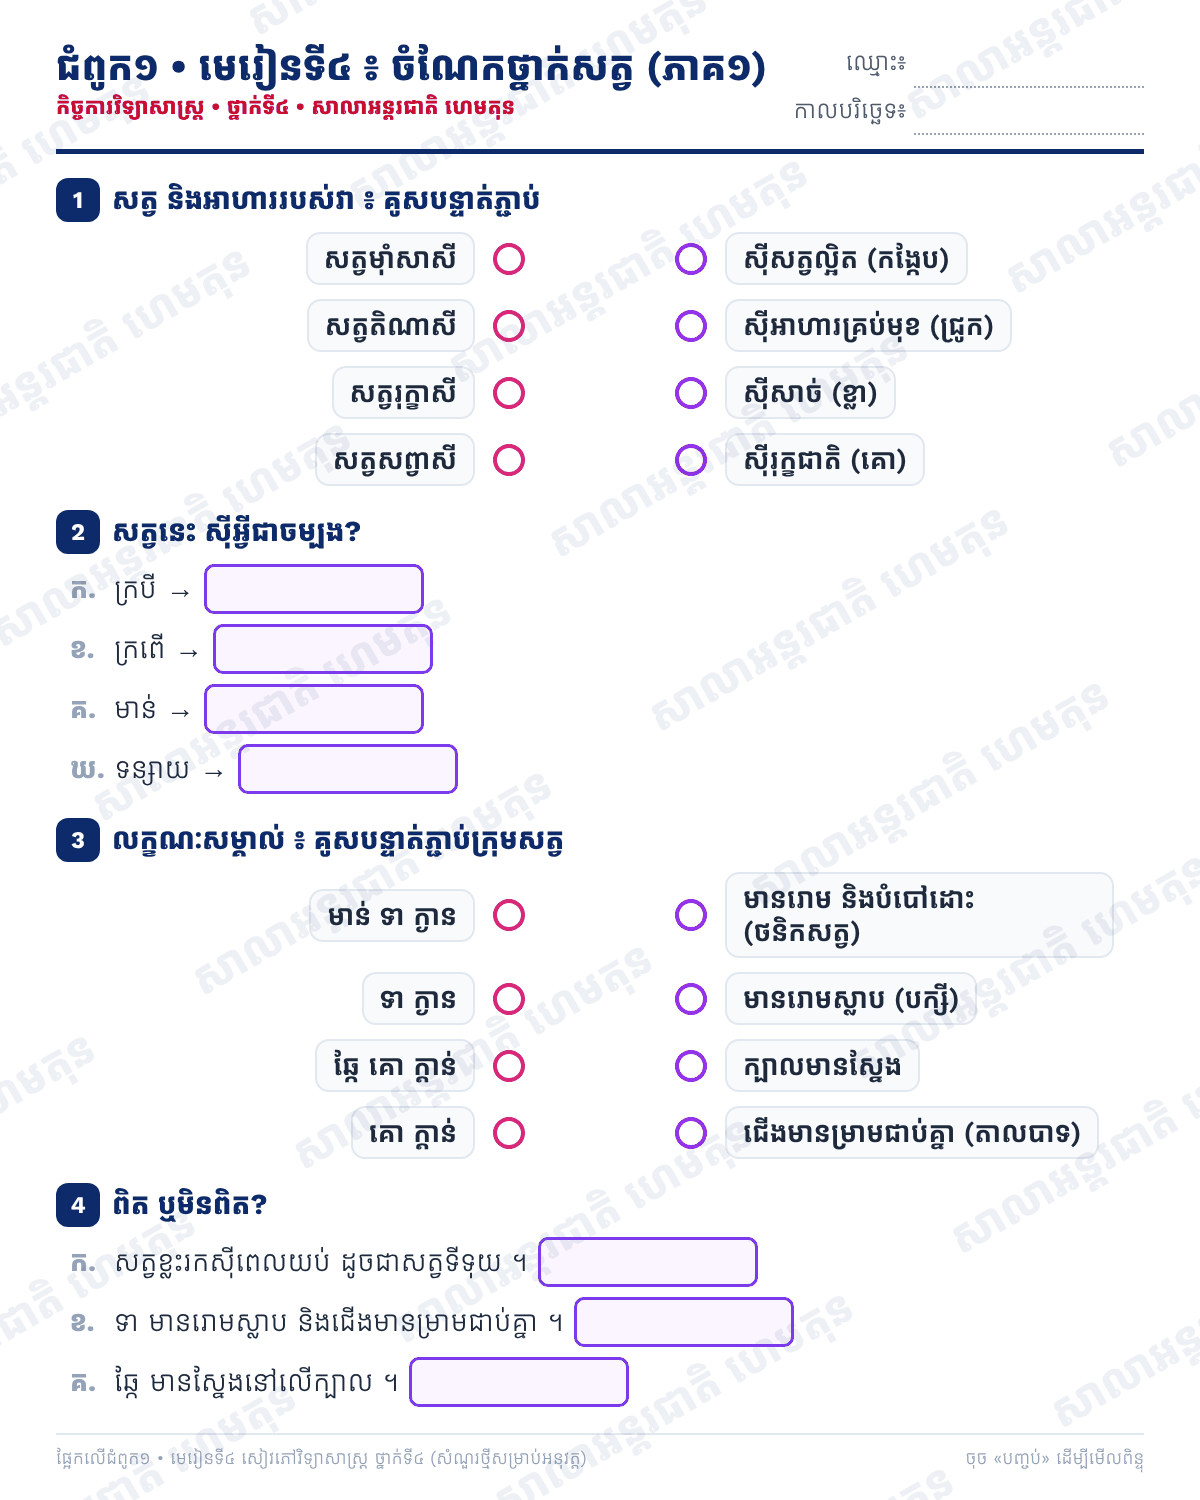 ជំពូក១ • មេរៀនទី៤ ៖ ចំណែកថ្នាក់សត្វ (ភាគ១)
កិច្ចការវិទ្យាសាស្ត្រ • ថ្នាក់ទី៤ • សាលាអន្តរជាតិ ហេមតុន
ឈ្មោះ៖
កាលបរិច្ឆេទ៖
1 សត្វ និងអាហាររបស់វា ៖ គូសបន្ទាត់ភ្ជាប់
សត្វម៉ាំសាសី ស៊ីសត្វល្អិត (កង្កែប)
សត្វតិណាសី ស៊ីអាហារគ្រប់មុខ (ជ្រូក)
សត្វរុក្ខាសី ស៊ីសាច់ (ខ្លា)
សត្វសព្វាសី ស៊ីរុក្ខជាតិ (គោ)
2 សត្វនេះ ស៊ីអ្វីជាចម្បង?
ក. ក្របី →
ខ. ក្រពើ →
គ. មាន់ →
ឃ. ទន្សាយ →
3 លក្ខណៈសម្គាល់ ៖ គូសបន្ទាត់ភ្ជាប់ក្រុមសត្វ
មាន់ ទា ក្ងាន មានរោម និងបំបៅដោះ
(ថនិកសត្វ)
ទា ក្ងាន មានរោមស្លាប (បក្សី)
ឆ្កែ គោ ក្តាន់ ក្បាលមានស្នែង
គោ ក្តាន់ ជើងមានម្រាមជាប់គ្នា (តាលបាទ)
4 ពិត ឬមិនពិត?
ក. សត្វខ្លះរកស៊ីពេលយប់ ដូចជាសត្វទីទុយ ។
ខ. ទា មានរោមស្លាប និងជើងមានម្រាមជាប់គ្នា ។
គ. ឆ្កែ មានស្នែងនៅលើក្បាល ។
ផ្អែកលើជំពូក១ • មេរៀនទី៤ សៀវភៅវិទ្យាសាស្ត្រ ថ្នាក់ទី៤ (សំណួរថ្មីសម្រាប់អនុវត្ត)
ចុច «បញ្ចប់» ដើម្បីមើលពិន្ទុ